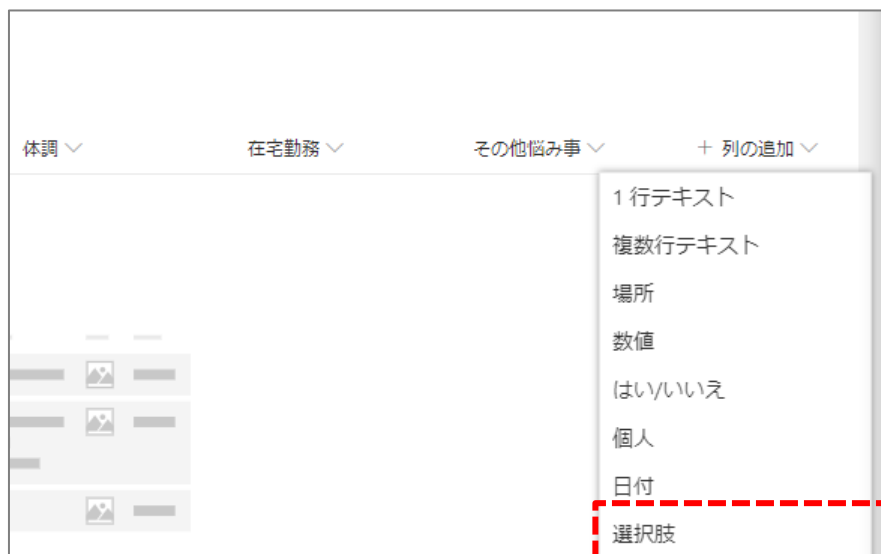 体調
在宅勤務
その他悩み事
+ 列の追加
1 行テキスト
複数行テキスト
場所
数値
はい/いいえ
個人
日付
選択肢